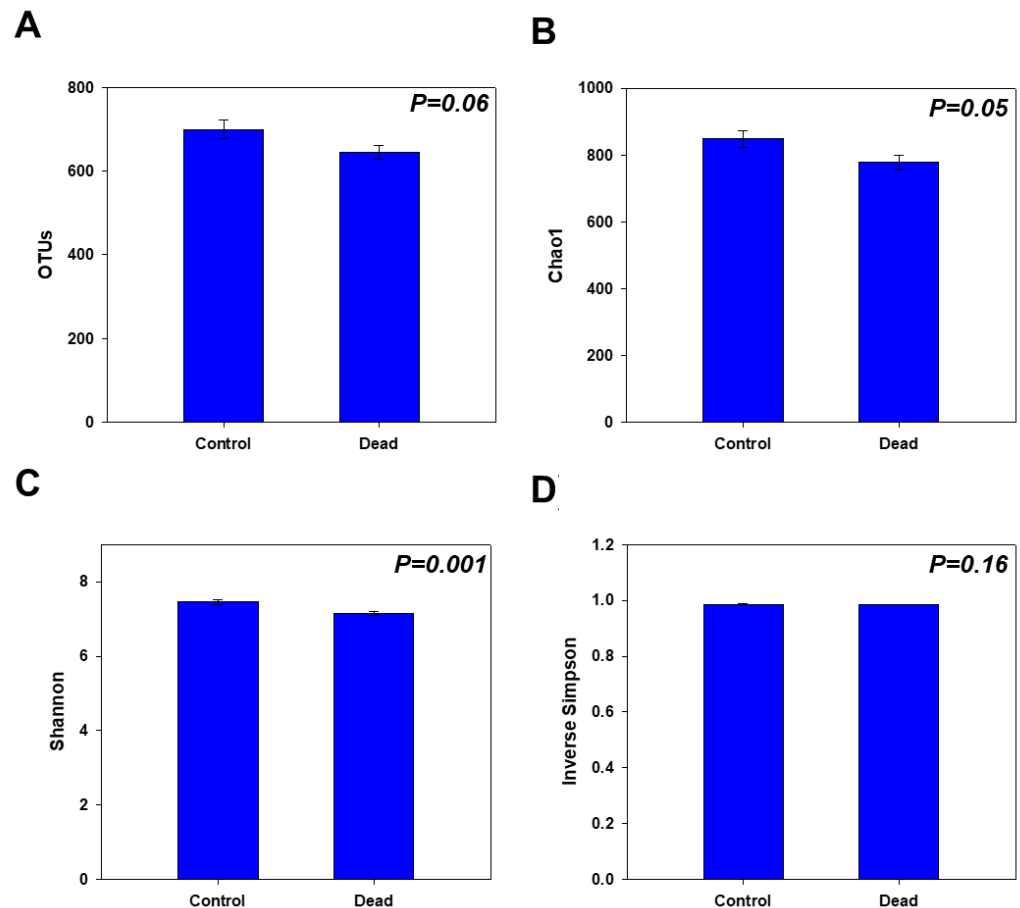 A
P=0.06
800
600
400
200
0
OTUs
Control Dead
B
P=0.05
1000
800
600
400
200
0
Chao1
Control Dead
C
P=0.001
8
6
4
2
0
Shannon
Control Dead
D
P=0.16
1.2
1.0
0.8
0.6
0.4
0.2
0.0
Inverse Simpson
Control Dead